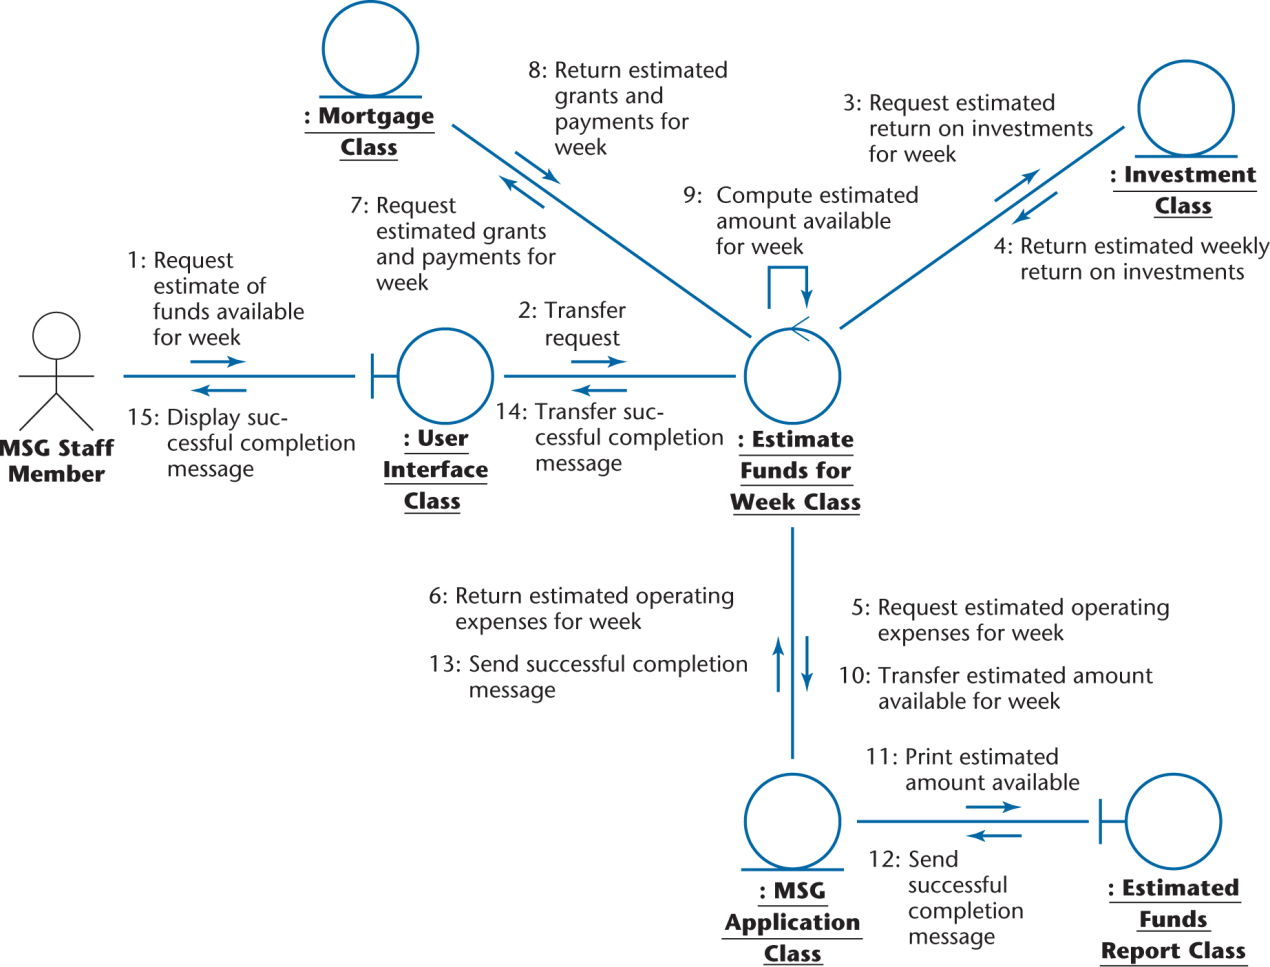 8: Return estimated
grants and
payments for
week
3: Request estimated
return on investments
for week
: Mortgage
Class
: Investment
Class
9: Compute estimated
amount available
for week
7: Request
estimated grants
and payments for
week
4: Return estimated weekly
return on investments
1: Request
estimate of
funds available
for week
2: Transfer
request
15: Display suc-
cessful completion
message
14: Transfer suc-
cessful completion
message
MSG Staff
Member
: User
Interface
Class
: Estimate
Funds for
Week Class
6: Return estimated operating
expenses for week
13: Send successful completion
message
5: Request estimated operating
expenses for week
10: Transfer estimated amount
available for week
11: Print estimated
amount available
12: Send
successful
completion
message
: MSG
Application
Class
: Estimated
Funds
Report Class